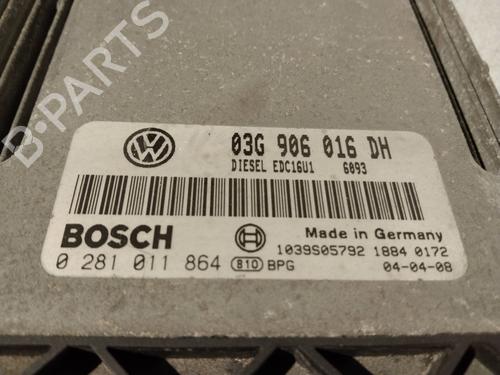 B-PARTS
03G 906 016 DH
DIESEL EDC16U1 6093
BOSCH
Made in Germany
1039S05792 1884 0172
0 281 011 864 810 BPG 04-04-08